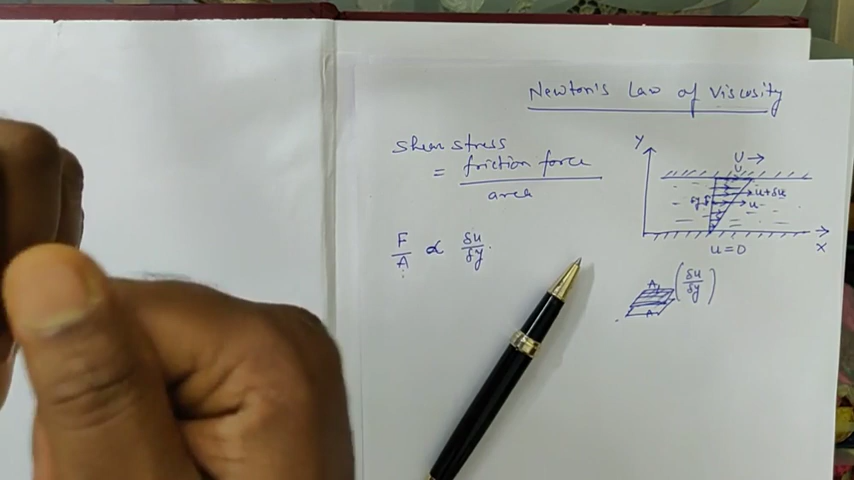 Newton's Law of Viscosity
Shear stress
= friction force
area
F/A ∝ δu/δy.
Y
U →
U
u+δu
δy
u
u=0
X
A
(δu/δy)
A